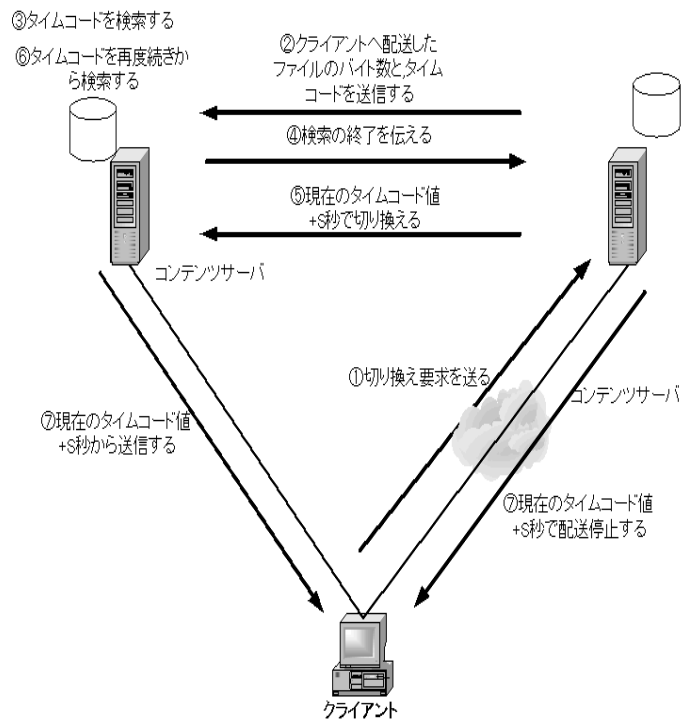 ③タイムコードを検索する
⑥タイムコードを再度続きか
ら検索する
②クライアントへ配送した
ファイルのバイト数と,タイム
コードを送信する
④検索の終了を伝える
⑤現在のタイムコード値
+S秒で切り換える
コンテンツサーバ
①切り換え要求を送る
コンテンツサーバ
⑦現在のタイムコード値
+S秒から送信する
⑦現在のタイムコード値
+S秒で配送停止する
クライアント